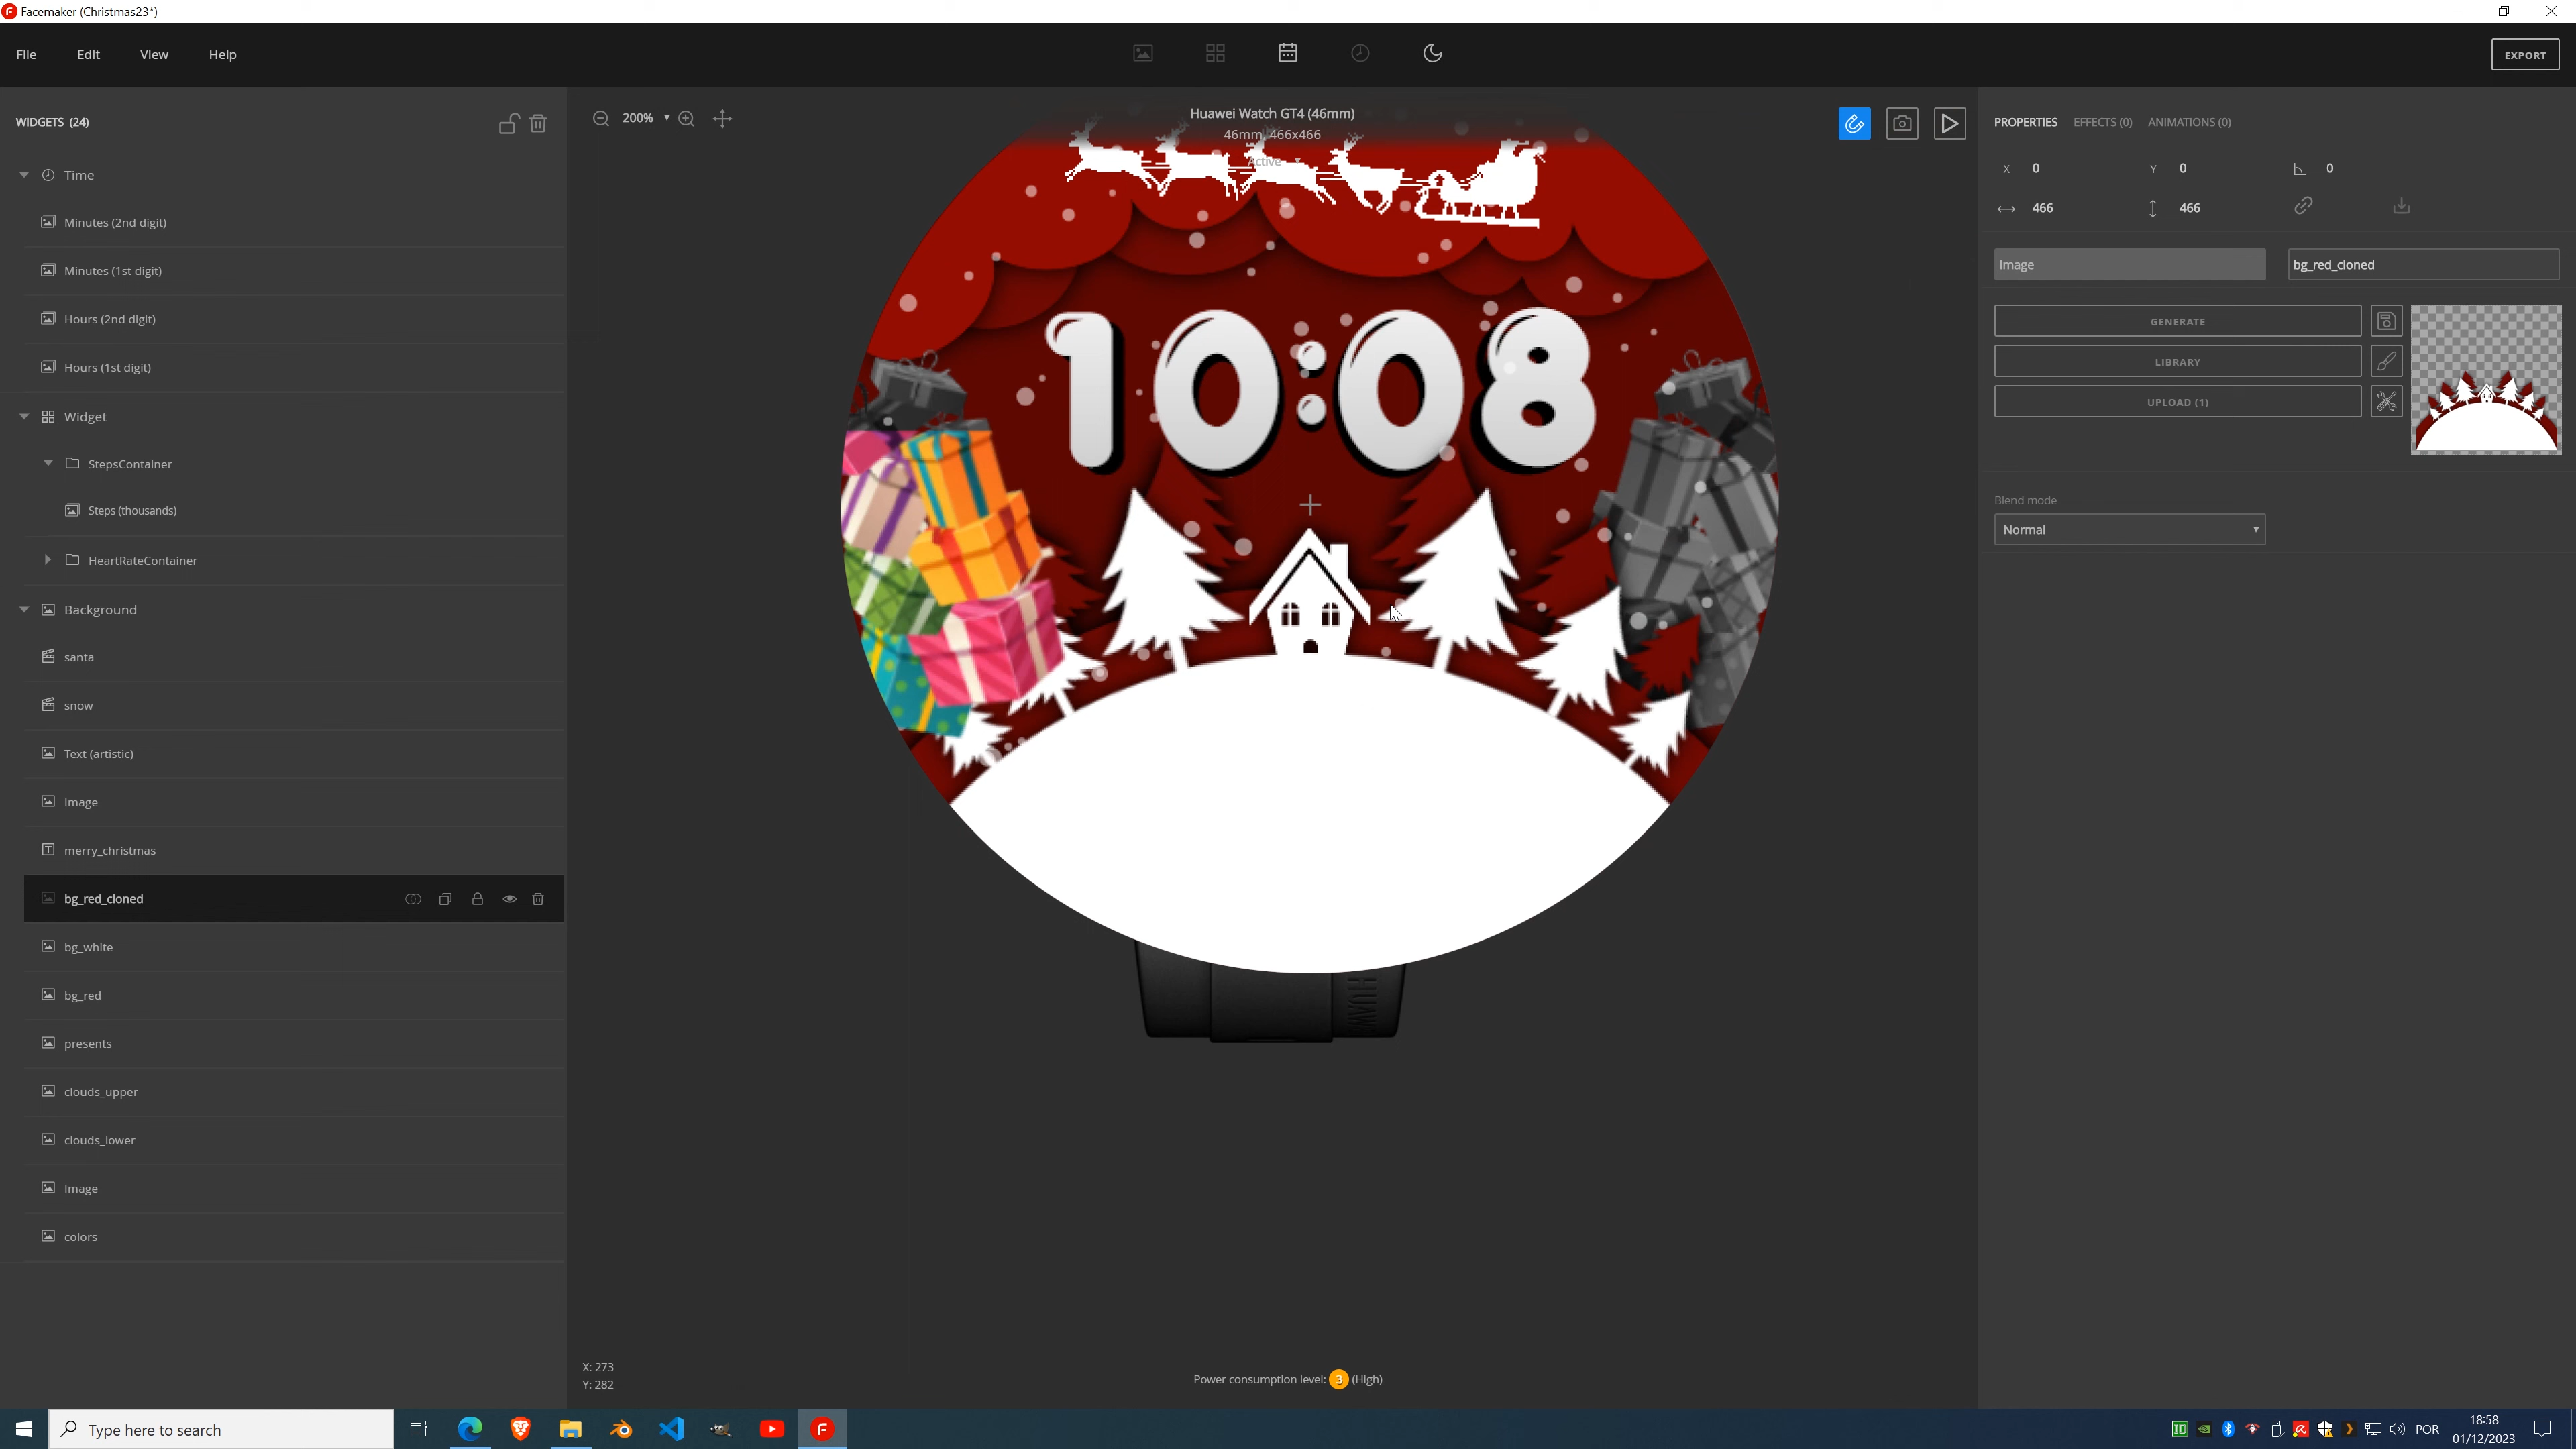 Facemaker (Christmas23*)
File Edit View Help
EXPORT
WIDGETS (24)
Time
Minutes (2nd digit)
Minutes (1st digit)
Hours (2nd digit)
Hours (1st digit)
Widget
StepsContainer
Steps (thousands)
HeartRateContainer
Background
santa
snow
Text (artistic)
Image
merry_christmas
bg_red_cloned
bg_white
bg_red
presents
clouds_upper
clouds_lower
Image
colors
200%
Huawei Watch GT4 (46mm)
46mm, 466x466
Active
10:08
HUAW
X: 273
Y: 282
Power consumption level: 3 (High)
PROPERTIES EFFECTS (0) ANIMATIONS (0)
X 0 Y 0 0
466 466
Image bg_red_cloned
GENERATE
LIBRARY
UPLOAD (1)
Blend mode
Normal
Type here to search
POR
18:58
01/12/2023